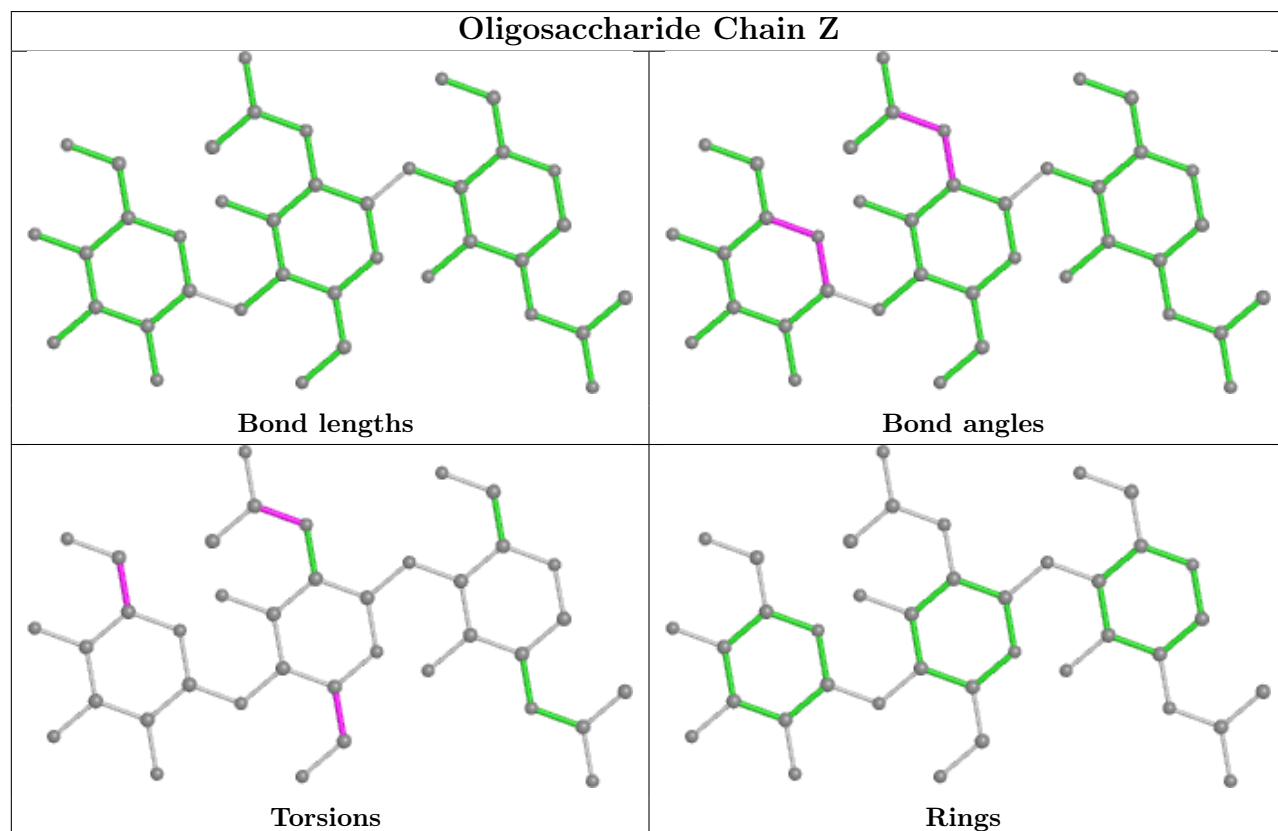 Oligosaccharide Chain Z
Bond lengths
Bond angles
Torsions
Rings